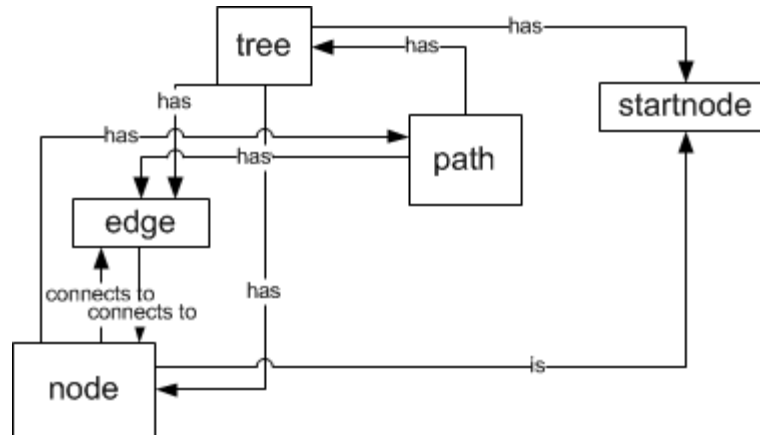 tree
has
has
startnode
has
has
path
has
edge
connects to
connects to
has
node
is